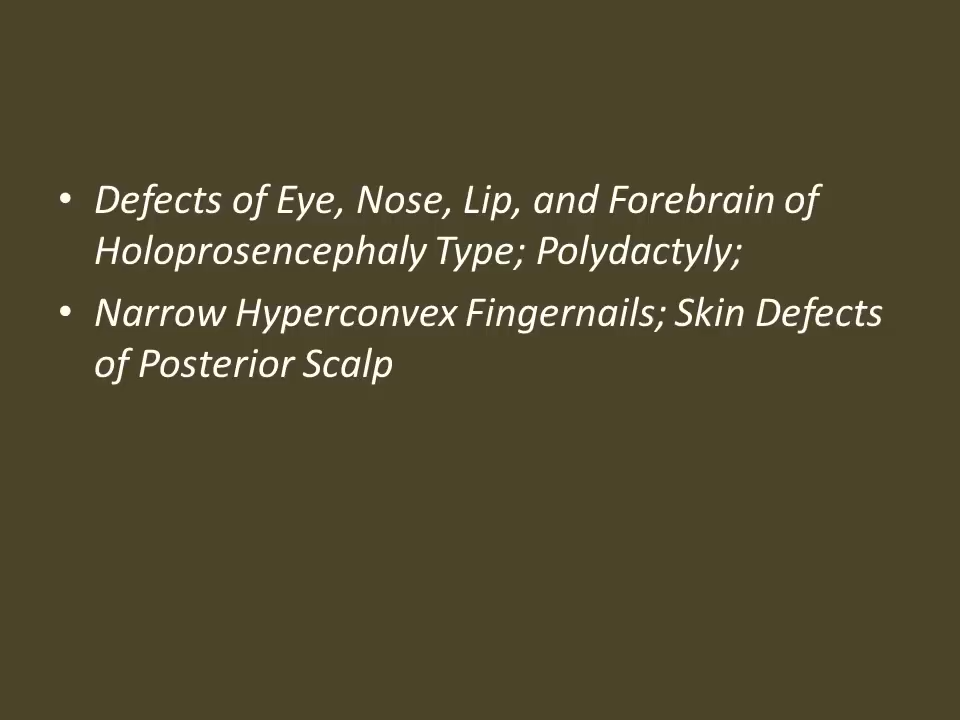 • Defects of Eye, Nose, Lip, and Forebrain of
Holoprosencephaly Type; Polydactyly;
• Narrow Hyperconvex Fingernails; Skin Defects
of Posterior Scalp